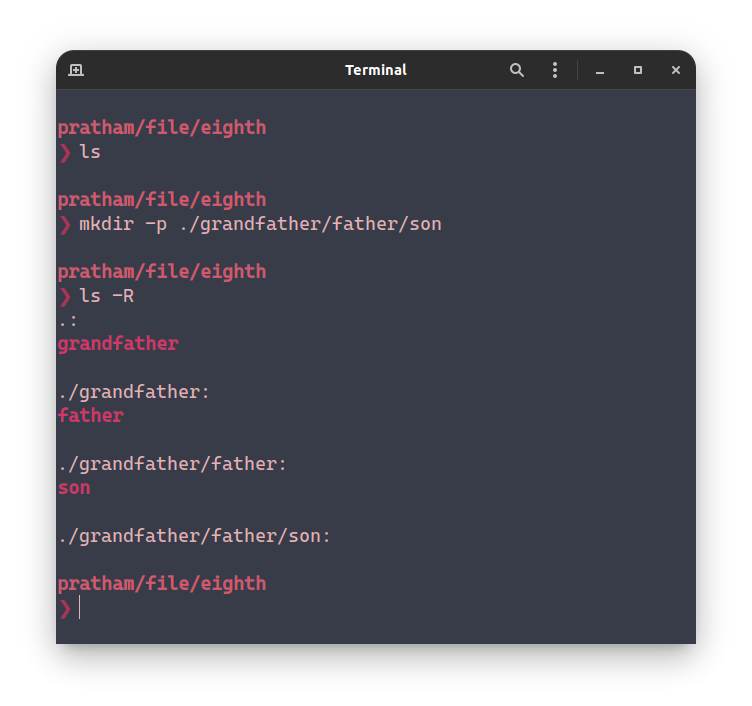 Terminal
pratham/file/eighth
❯ ls
pratham/file/eighth
❯ mkdir -p ./grandfather/father/son
pratham/file/eighth
❯ ls -R
.:
grandfather
./grandfather:
father
./grandfather/father:
son
./grandfather/father/son:
pratham/file/eighth
❯